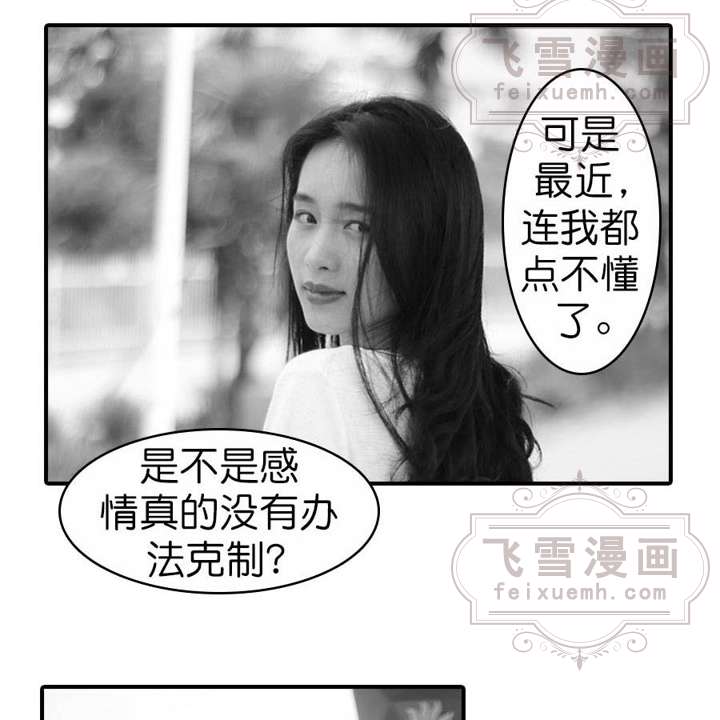 飞雪漫画
feixuemh.com
可是
最近，
连我都
点不懂
了。
是不是感
情真的没有办
法克制？
飞雪漫画
feixuemh.com